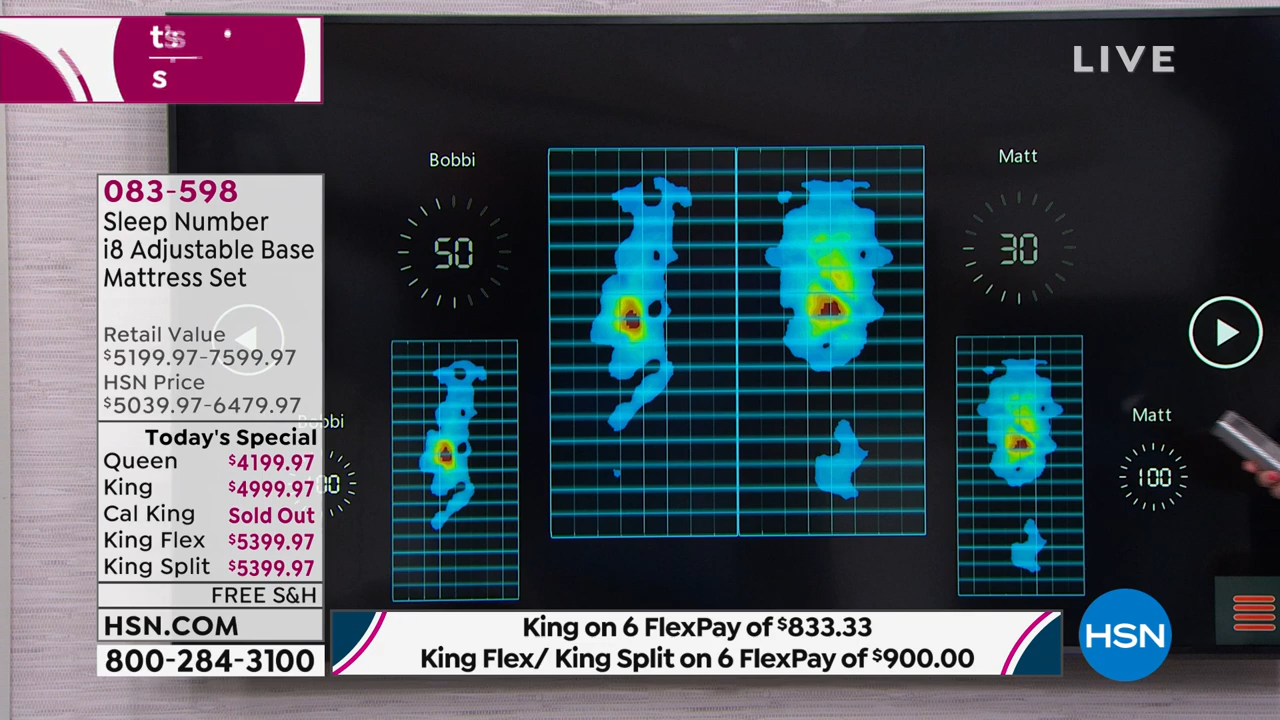 t's
s
LIVE
Bobbi
50
Matt
30
083-598
Sleep Number
i8 Adjustable Base
Mattress Set
Retail Value
$5199.97-7599.97
HSN Price
$5039.97-6479.97
Today's Special
Queen $4199.97
King $4999.97
Cal King Sold Out
King Flex $5399.97
King Split $5399.97
FREE S&H
HSN.COM
800-284-3100
Bobbi
Matt
100
King on 6 FlexPay of $833.33
King Flex/ King Split on 6 FlexPay of $900.00
HSN